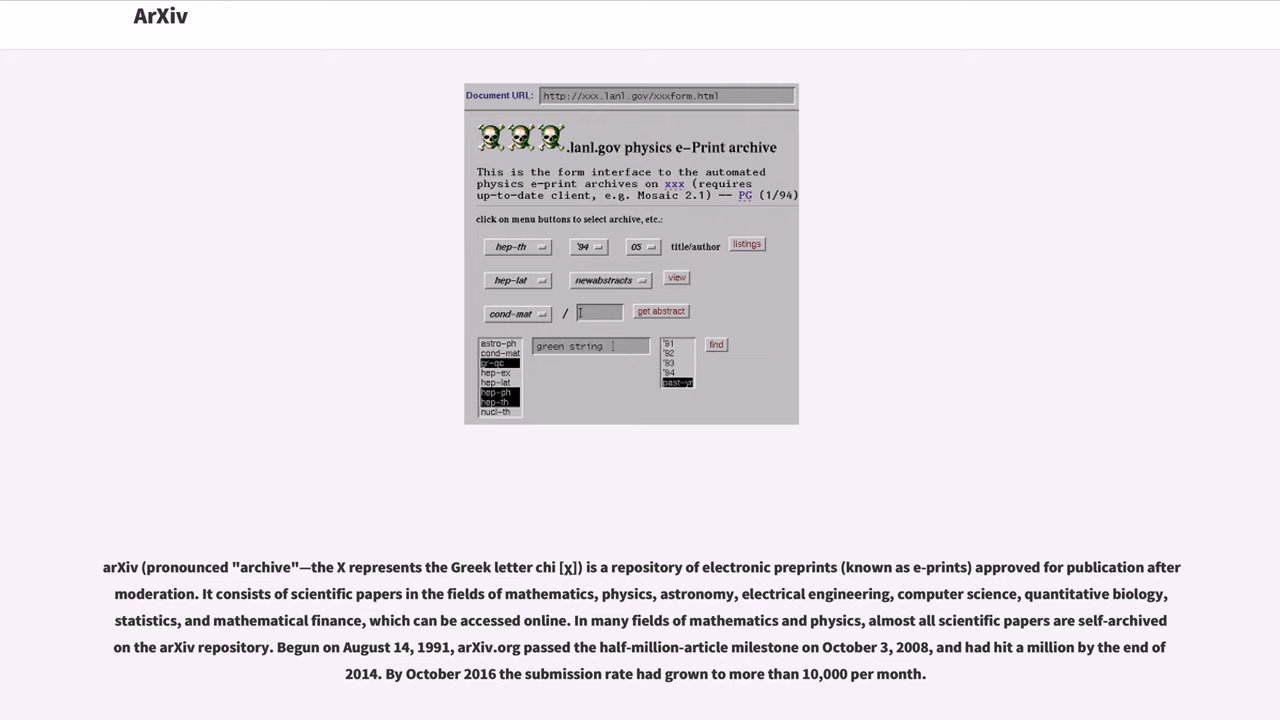 ArXiv
Document URL: http://xxx.lanl.gov/xxxform.html
.lanl.gov physics e-Print archive
This is the form interface to the automated
physics e-print archives on xxx (requires
up-to-date client, e.g. Mosaic 2.1) -- PG (1/94)
click on menu buttons to select archive, etc.:
hep-th '94 05 title/author listings
hep-lat newabstracts view
cond-mat / get abstract
astro-ph
cond-mat
gr-qc
hep-ex
hep-lat
hep-ph
hep-th
nucl-th
green string
'91
'92
'93
'94
past-yr
find
arXiv (pronounced "archive"—the X represents the Greek letter chi [χ]) is a repository of electronic preprints (known as e-prints) approved for publication after
moderation. It consists of scientific papers in the fields of mathematics, physics, astronomy, electrical engineering, computer science, quantitative biology,
statistics, and mathematical finance, which can be accessed online. In many fields of mathematics and physics, almost all scientific papers are self-archived
on the arXiv repository. Begun on August 14, 1991, arXiv.org passed the half-million-article milestone on October 3, 2008, and had hit a million by the end of
2014. By October 2016 the submission rate had grown to more than 10,000 per month.